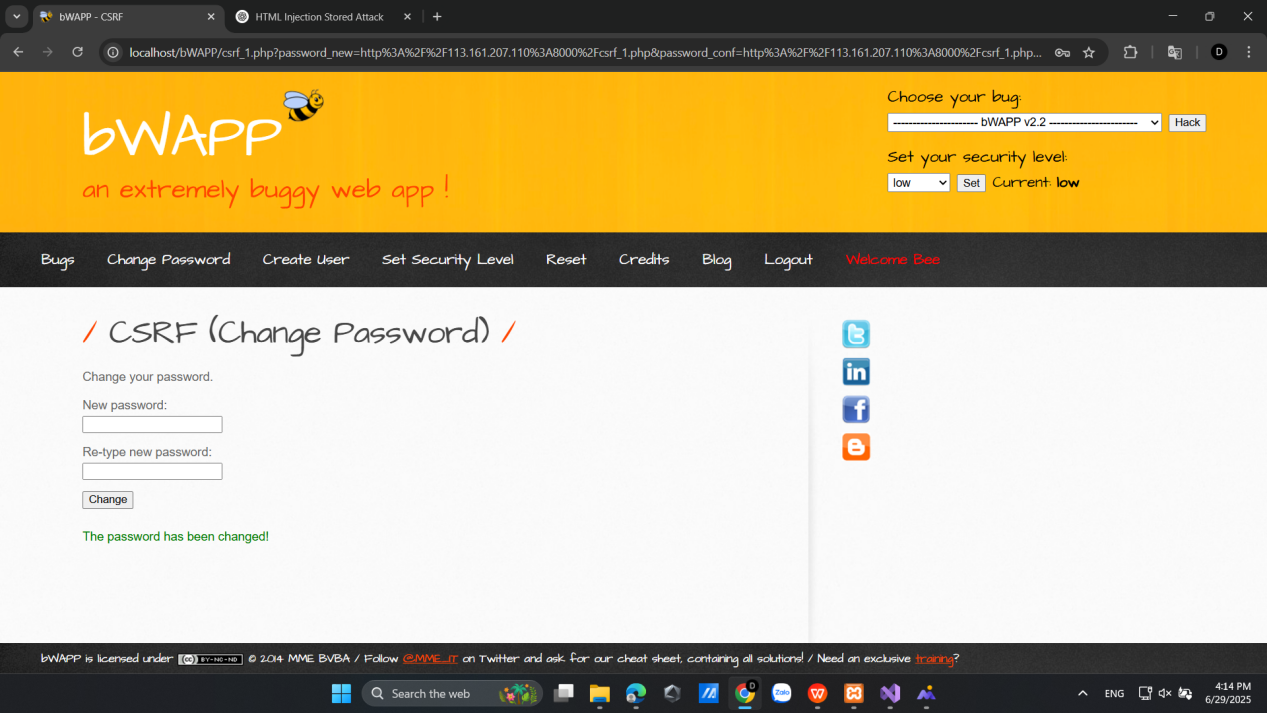 bWAPP - CSRF
HTML Injection Stored Attack
localhost/bWAPP/csrf_1.php?password_new=http%3A%2F%2F113.161.207.110%3A8000%2Fcsrf_1.php&password_conf=http%3A%2F%2F113.161.207.110%3A8000%2Fcsrf_1.php...
D
bWAPP
an extremely buggy web app !
Choose your bug:
---------------------- bWAPP v2.2 -----------------------
Hack
Set your security level:
low Set Current: low
Bugs Change Password Create User Set Security Level Reset Credits Blog Logout Welcome Bee
/ CSRF (Change Password) /
Change your password.
New password:
Re-type new password:
Change
The password has been changed!
bWAPP is licensed under (cc) BY-NC-ND © 2014 MME BVBA / Follow @MME_IT on Twitter and ask for our cheat sheet, containing all solutions! / Need an exclusive training?
Search the web
Zalo
D
ENG
4:14 PM
6/29/2025